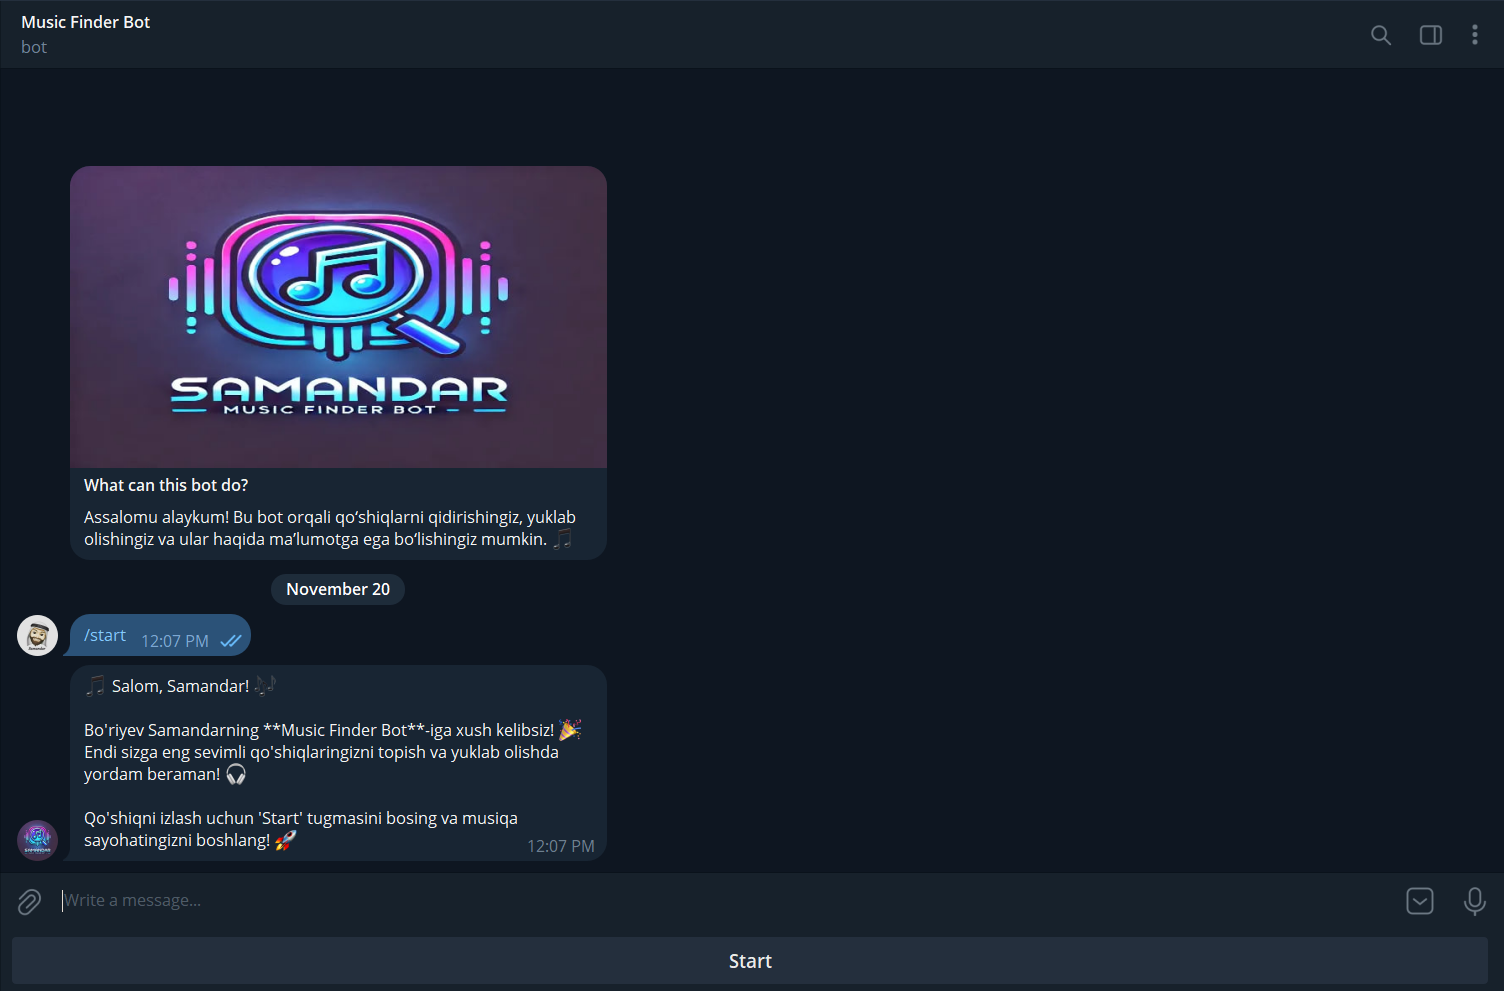 Music Finder Bot
bot
SAMANDAR
MUSIC FINDER BOT
What can this bot do?
Assalomu alaykum! Bu bot orqali qo‘shiqlarni qidirishingiz, yuklab
olishingiz va ular haqida ma’lumotga ega bo‘lishingiz mumkin. 🎵
November 20
/start 12:07 PM
🎵 Salom, Samandar! 🎶
Bo'riyev Samandarning **Music Finder Bot**-iga xush kelibsiz! 🎉
Endi sizga eng sevimli qo'shiqlaringizni topish va yuklab olishda
yordam beraman! 🎧
Qo'shiqni izlash uchun 'Start' tugmasini bosing va musiqa
sayohatingizni boshlang! 🚀
12:07 PM
Write a message...
Start